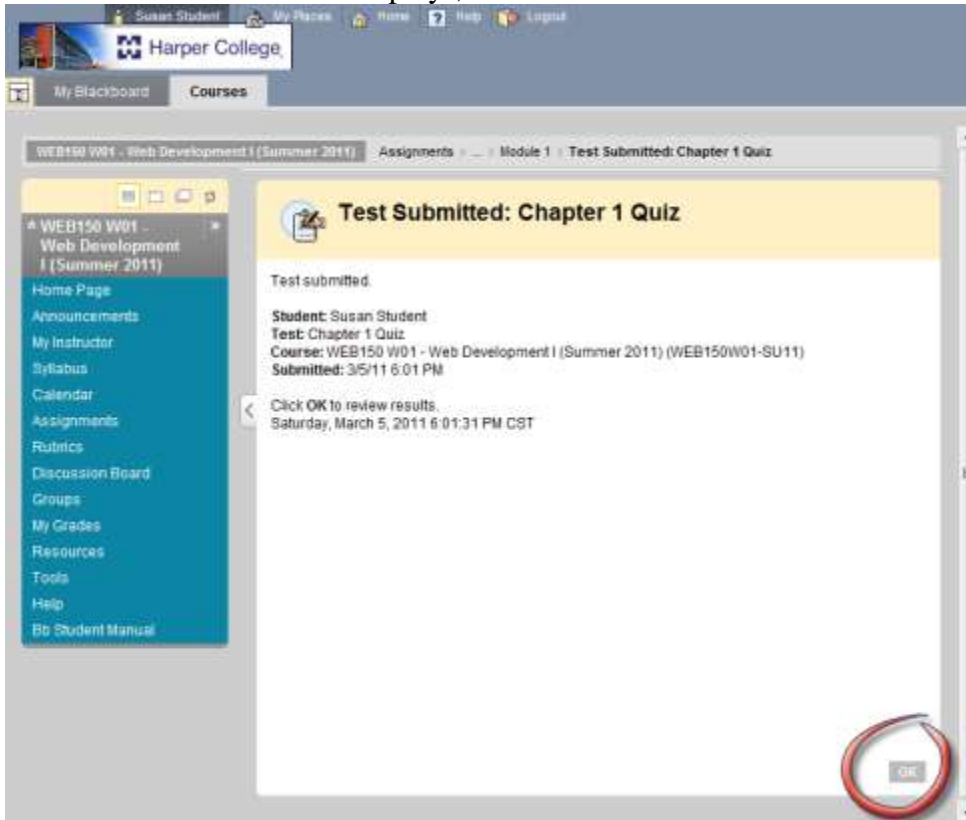 Susan Student My Places Home ? Help Logout
Harper College
My Blackboard Courses
WEB150 W01 - Web Development I (Summer 2011) Assignments ... Module 1 Test Submitted: Chapter 1 Quiz
WEB150 W01 -
Web Development
I (Summer 2011)
Home Page
Announcements
My Instructor
Syllabus
Calendar
Assignments
Rubrics
Discussion Board
Groups
My Grades
Resources
Tools
Help
Bb Student Manual
Test Submitted: Chapter 1 Quiz
Test submitted.
Student: Susan Student
Test: Chapter 1 Quiz
Course: WEB150 W01 - Web Development I (Summer 2011) (WEB150W01-SU11)
Submitted: 3/5/11 6:01 PM
Click OK to review results.
Saturday, March 5, 2011 6:01:31 PM CST
OK